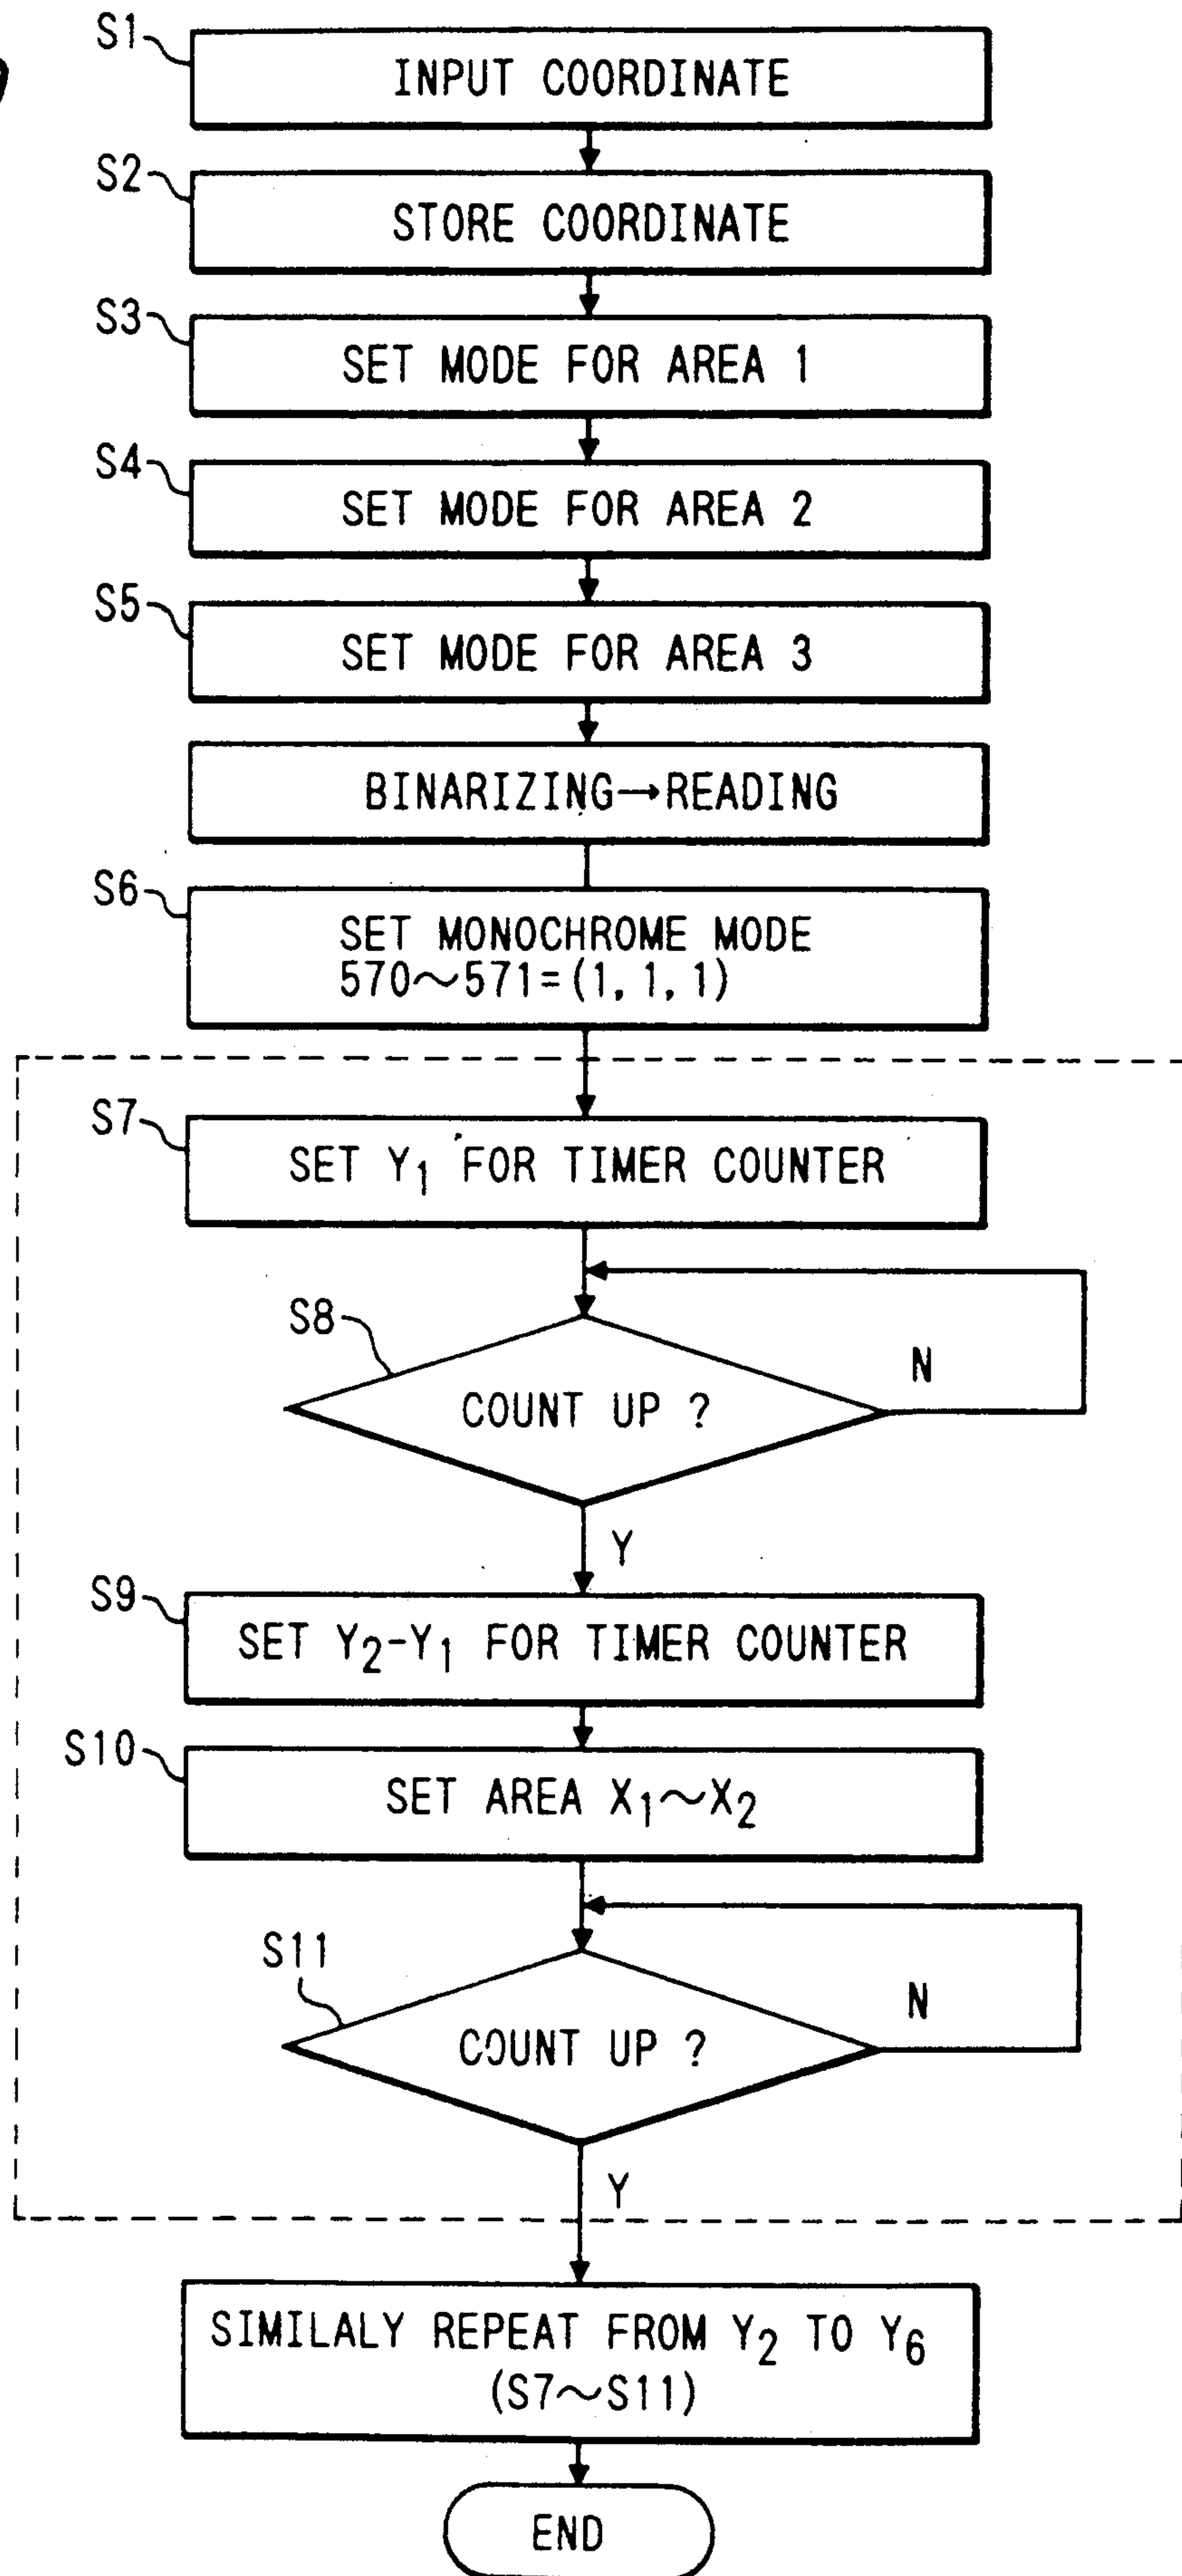 S1
INPUT COORDINATE
S2
STORE COORDINATE
S3
SET MODE FOR AREA 1
S4
SET MODE FOR AREA 2
S5
SET MODE FOR AREA 3
BINARIZING→READING
S6
SET MONOCHROME MODE
570~571=(1, 1, 1)
S7
SET Y₁ FOR TIMER COUNTER
S8
COUNT UP ?
N
Y
S9
SET Y₂-Y₁ FOR TIMER COUNTER
S10
SET AREA X₁~X₂
S11
COUNT UP ?
N
Y
SIMILALY REPEAT FROM Y₂ TO Y₆
(S7~S11)
END